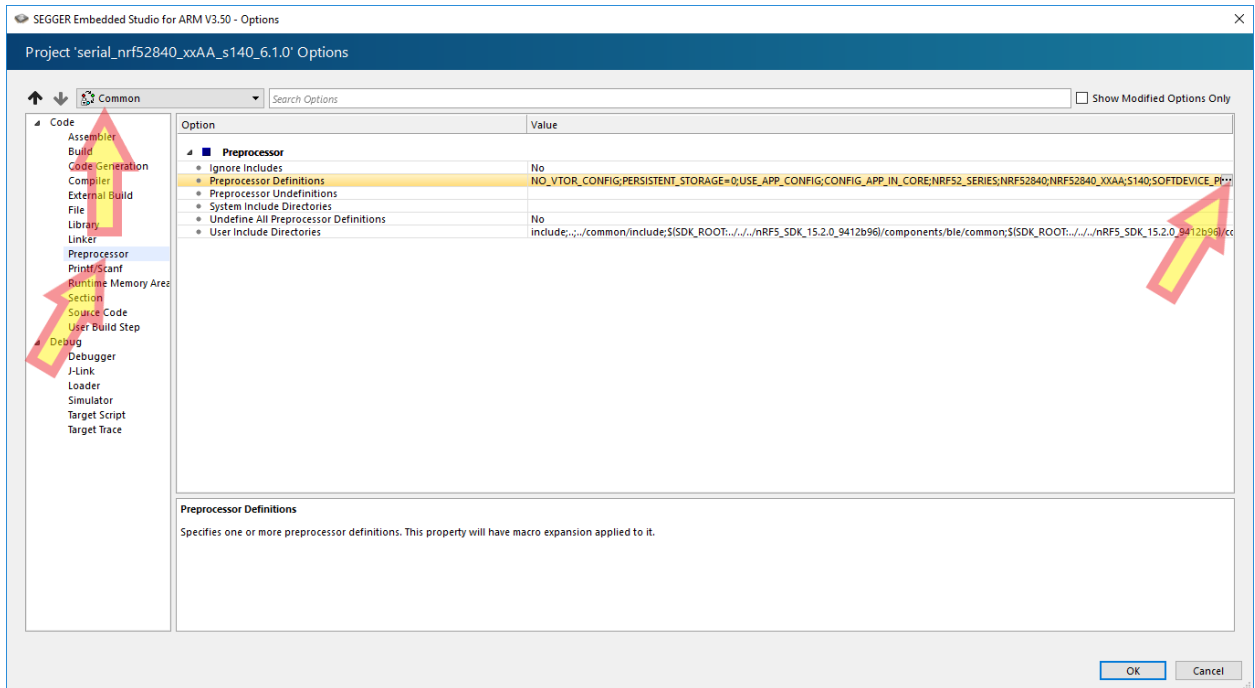 SEGGER Embedded Studio for ARM V3.50 - Options
Project 'serial_nrf52840_xxAA_s140_6.1.0' Options
Common
Search Options
Show Modified Options Only
Code
Assembler
Build
Code Generation
Compiler
External Build
File
Library
Linker
Preprocessor
Printf/Scanf
Runtime Memory Area
Section
Source Code
User Build Step
Debug
Debugger
J-Link
Loader
Simulator
Target Script
Target Trace
Option Value
Preprocessor
Ignore Includes No
Preprocessor Definitions NO_VTOR_CONFIG;PERSISTENT_STORAGE=0;USE_APP_CONFIG;CONFIG_APP_IN_CORE;NRF52_SERIES;NRF52840;NRF52840_XXAA;S140;SOFTDEVICE_P
Preprocessor Undefinitions
System Include Directories
Undefine All Preprocessor Definitions No
User Include Directories include;..;../common/include;$(SDK_ROOT:../../../nRF5_SDK_15.2.0_9412b96)/components/ble/common;$(SDK_ROOT:../../../nRF5_SDK_15.2.0_9412b96)/cc
Preprocessor Definitions
Specifies one or more preprocessor definitions. This property will have macro expansion applied to it.
OK Cancel